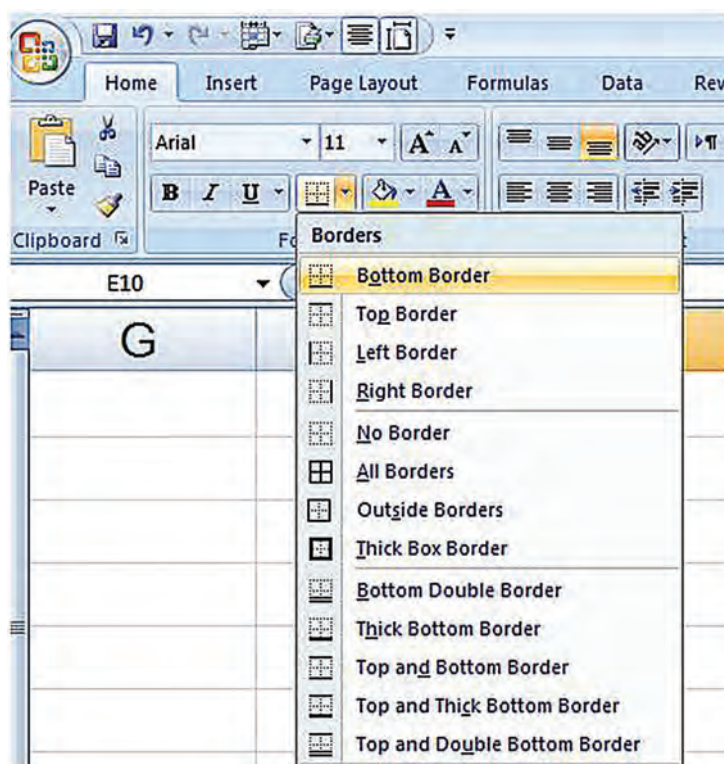 Home Insert Page Layout Formulas Data Rev
Arial 11 A A
Paste B I U A
Clipboard Fo
Borders
E10
Bottom Border
G
Top Border
Left Border
Right Border
No Border
All Borders
Outside Borders
Thick Box Border
Bottom Double Border
Thick Bottom Border
Top and Bottom Border
Top and Thick Bottom Border
Top and Double Bottom Border